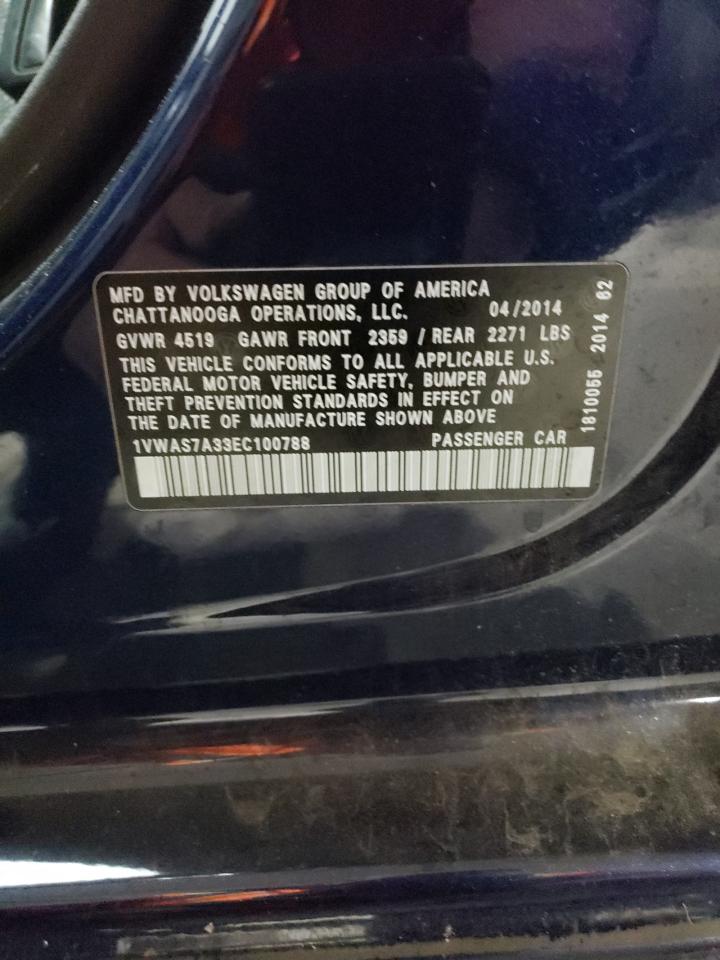 MFD BY VOLKSWAGEN GROUP OF AMERICA
CHATTANOOGA OPERATIONS, LLC. 04/2014
GVWR 4519 GAWR FRONT 2359 / REAR 2271 LBS
THIS VEHICLE CONFORMS TO ALL APPLICABLE U.S.
FEDERAL MOTOR VEHICLE SAFETY, BUMPER AND
THEFT PREVENTION STANDARDS IN EFFECT ON
THE DATE OF MANUFACTURE SHOWN ABOVE
1VWAS7A33EC100788 PASSENGER CAR
1810055 2014 62